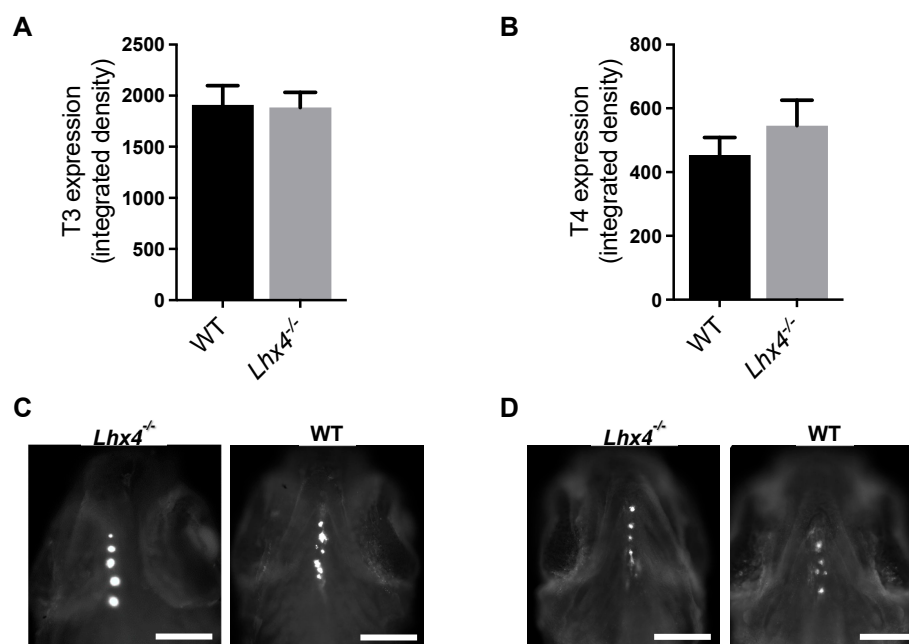 A
T3 expression
(integrated density)
2500
2000
1500
1000
500
0
WT
Lhx4-/-
B
T4 expression
(integrated density)
800
600
400
200
0
WT
Lhx4-/-
C
Lhx4-/-
WT
D
Lhx4-/-
WT